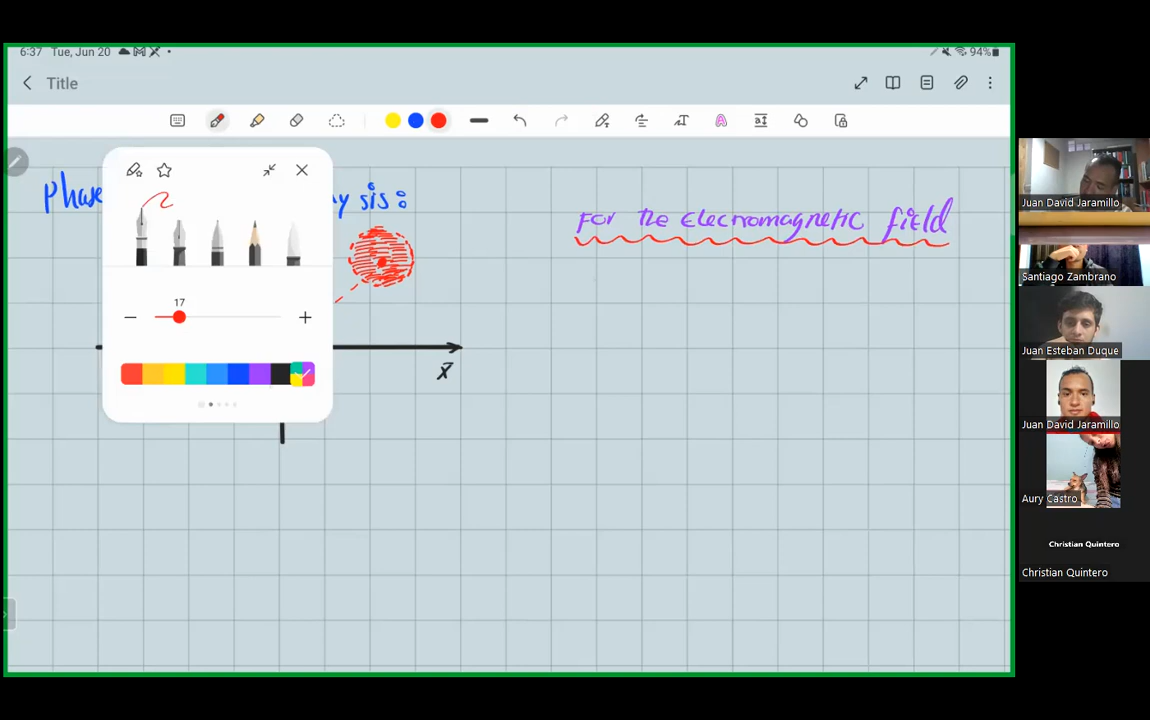 6:37 Tue, Jun 20
94%
Title
Phase
ysis:
For the Electromagnetic field
17
x̄
Juan David Jaramillo
Santiago Zambrano
Juan Esteban Duque
Juan David Jaramillo
Aury Castro
Christian Quintero
Christian Quintero